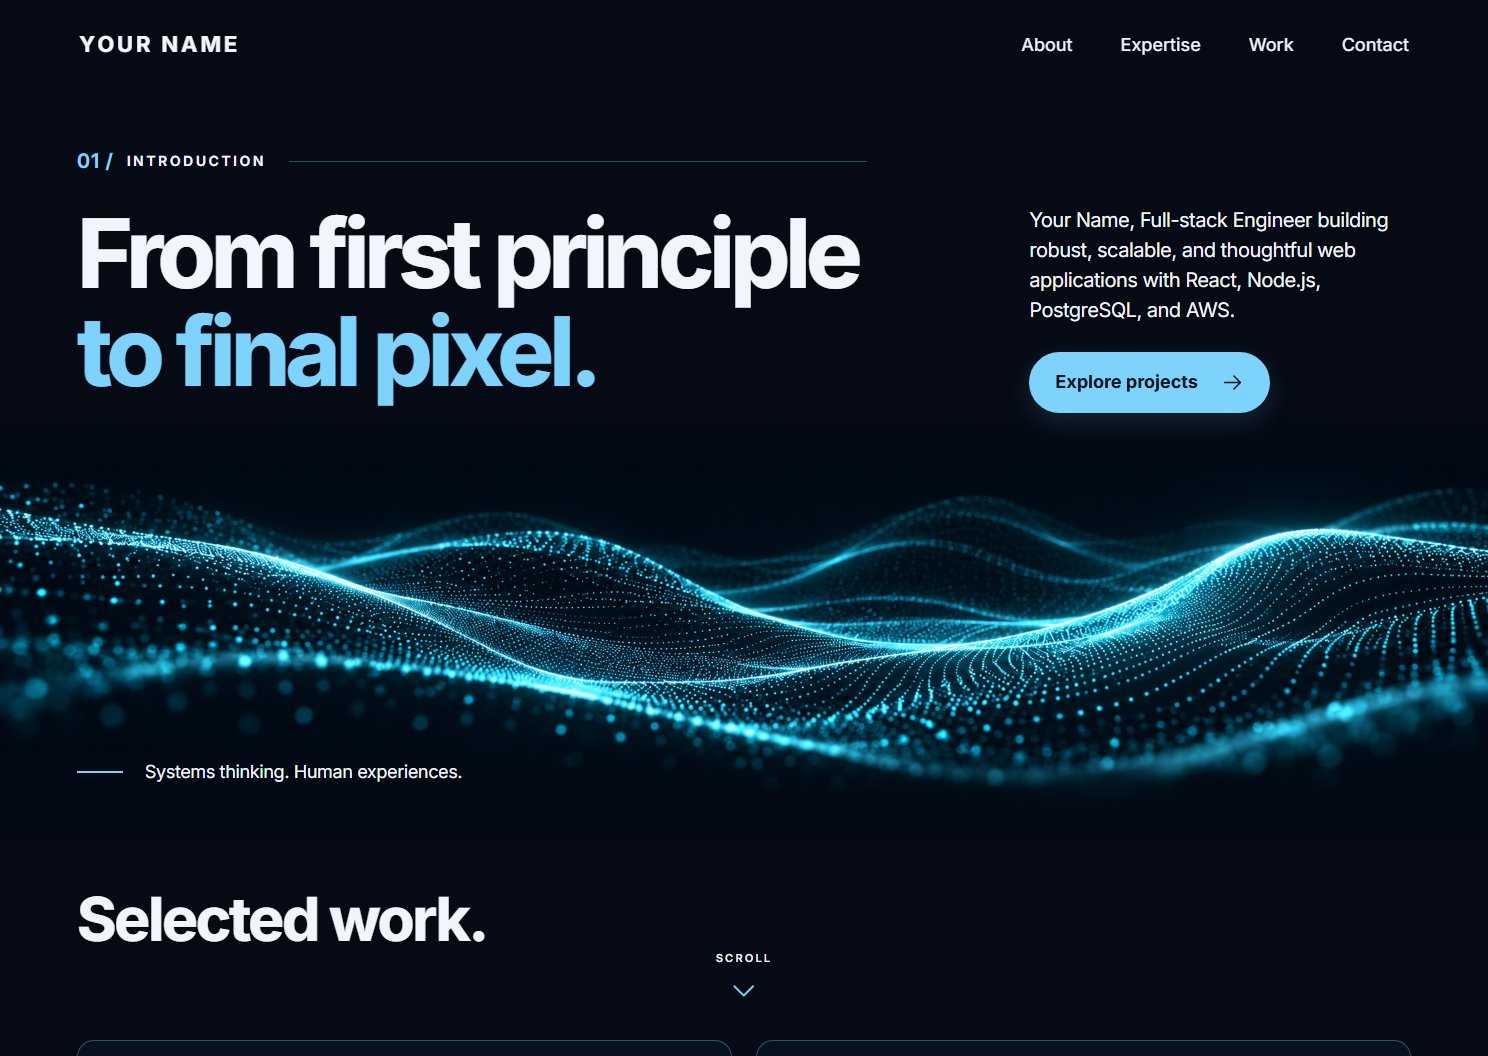 YOUR NAME
About Expertise Work Contact
01 / INTRODUCTION
From first principle
to final pixel.
Your Name, Full-stack Engineer building
robust, scalable, and thoughtful web
applications with React, Node.js,
PostgreSQL, and AWS.
Explore projects
Systems thinking. Human experiences.
Selected work.
SCROLL